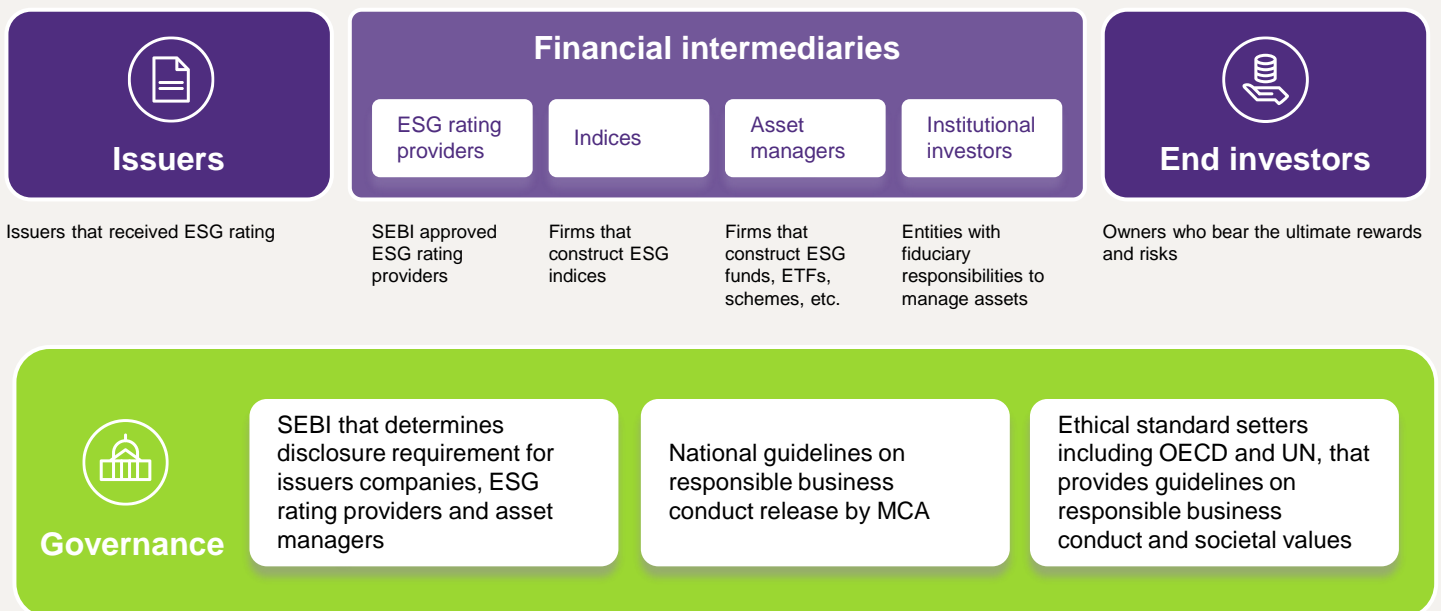 Issuers
Financial intermediaries
ESG rating
providers
Indices
Asset
managers
Institutional
investors
End investors
Issuers that received ESG rating
SEBI approved
ESG rating
providers
Firms that
construct ESG
indices
Firms that
construct ESG
funds, ETFs,
schemes, etc.
Entities with
fiduciary
responsibilities to
manage assets
Owners who bear the ultimate rewards
and risks
Governance
SEBI that determines
disclosure requirement for
issuers companies, ESG
rating providers and asset
managers
National guidelines on
responsible business
conduct release by MCA
Ethical standard setters
including OECD and UN, that
provides guidelines on
responsible business
conduct and societal values